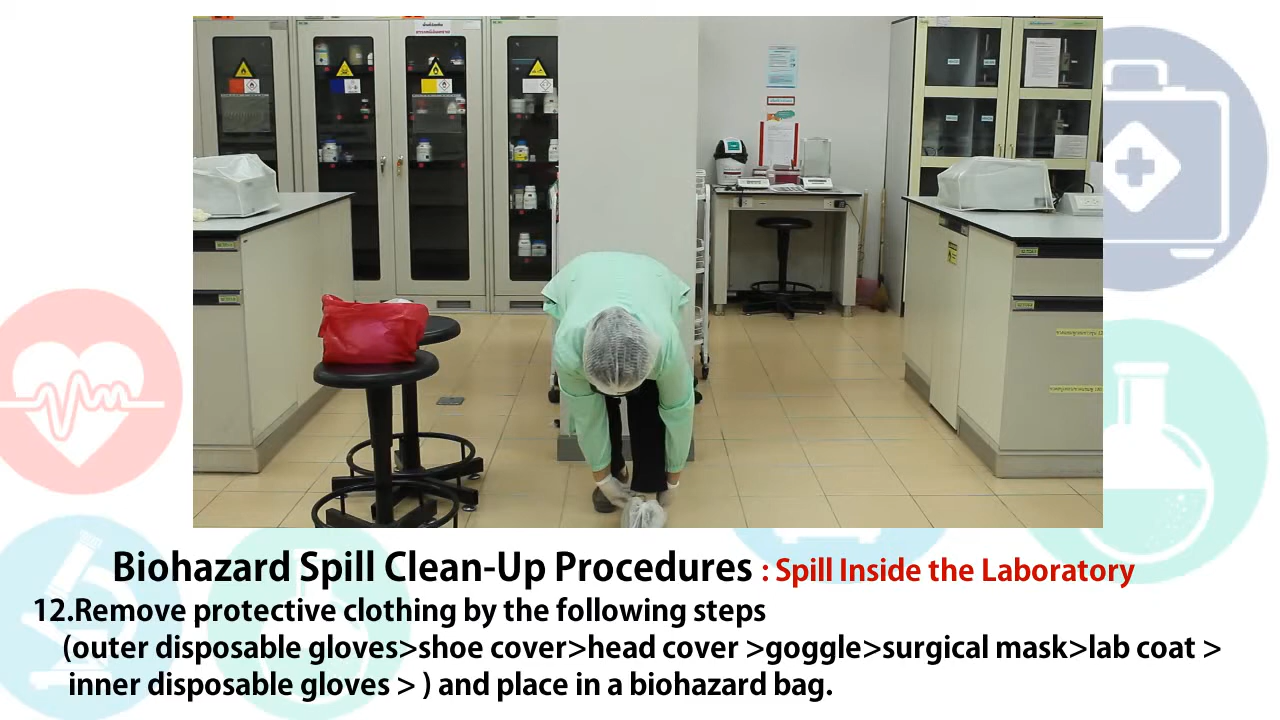 Biohazard Spill Clean-Up Procedures : Spill Inside the Laboratory
12.Remove protective clothing by the following steps
(outer disposable gloves>shoe cover>head cover >goggle>surgical mask>lab coat >
inner disposable gloves > ) and place in a biohazard bag.